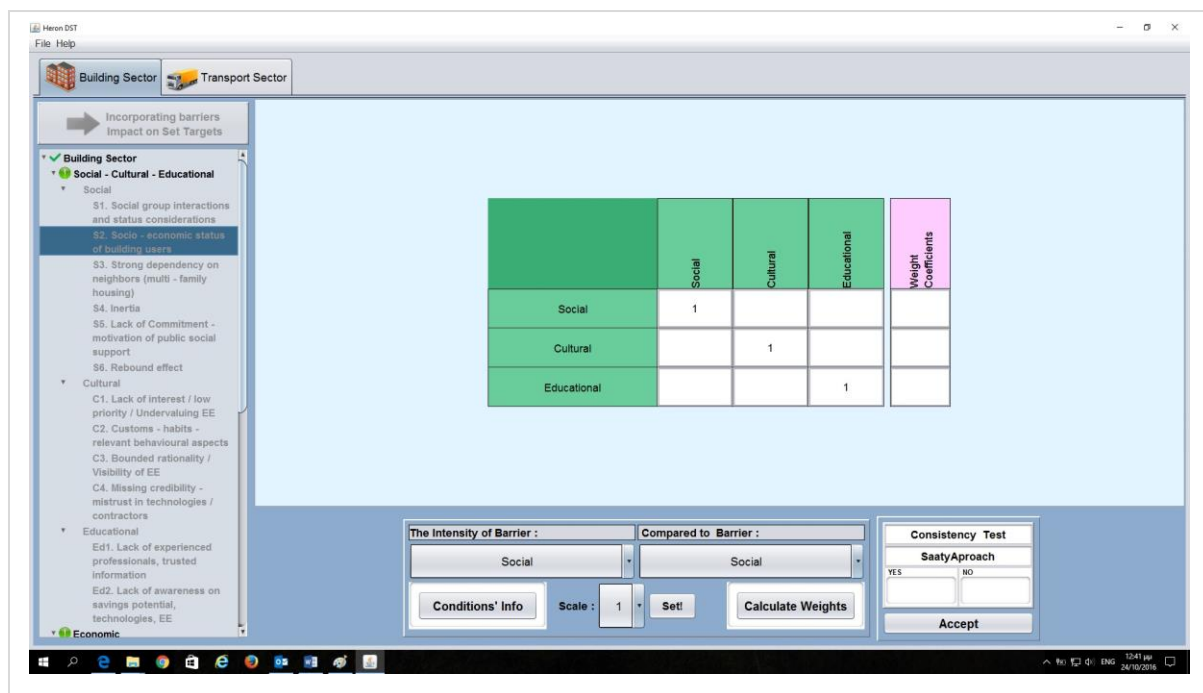 Heron DST
File Help
Building Sector
Transport Sector
Incorporating barriers
Impact on Set Targets
Building Sector
Social - Cultural - Educational
Social
S1. Social group interactions
and status considerations
S2. Socio - economic status
of building users
S3. Strong dependency on
neighbors (multi - family
housing)
S4. Inertia
S5. Lack of Commitment -
motivation of public social
support
S6. Rebound effect
Cultural
C1. Lack of interest / low
priority / Undervaluing EE
C2. Customs - habits -
relevant behavioural aspects
C3. Bounded rationality /
Visibility of EE
C4. Missing credibility -
mistrust in technologies /
contractors
Educational
Ed1. Lack of experienced
professionals, trusted
information
Ed2. Lack of awareness on
savings potential,
technologies, EE
Economic
Social
Cultural
Educational
Weight
Coefficients
Social 1
Cultural 1
Educational 1
The Intensity of Barrier :
Compared to Barrier :
Social
Social
Conditions' Info
Scale : 1
Set!
Calculate Weights
Consistency Test
SaatyAproach
YES NO
Accept
ENG
12:41 μμ
24/10/2016